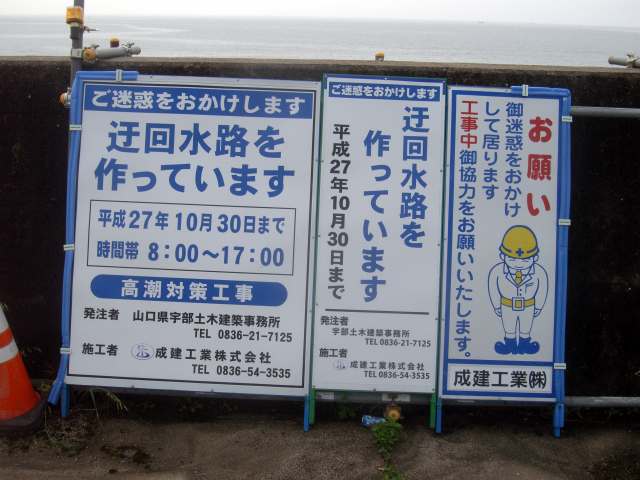 ご迷惑をおかけします
迂回水路を
作っています
平成27年10月30日まで
時間帯 8:00～17:00
高潮対策工事
発注者 山口県宇部土木建築事務所
TEL 0836-21-7125
施工者 成建工業株式会社
TEL 0836-54-3535
ご迷惑をおかけします
迂回水路を
作っています
平成27年10月30日まで
発注者
宇部土木建築事務所
TEL 0836-21-7125
施工者
成建工業株式会社
TEL 0836-54-3535
お願い
御迷惑をおかけ
して居ります
工事中御協力をお願いいたします。
成建工業㈱